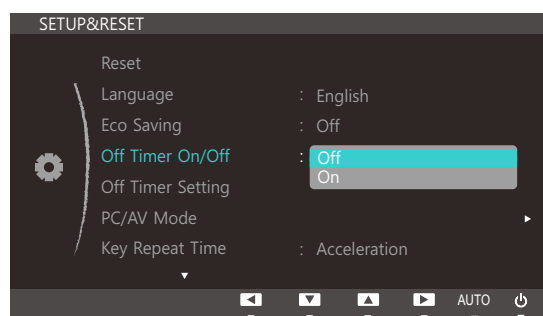 SETUP&RESET
Reset
Language : English
Eco Saving : Off
Off Timer On/Off : Off
On
Off Timer Setting
PC/AV Mode
Key Repeat Time : Acceleration
AUTO